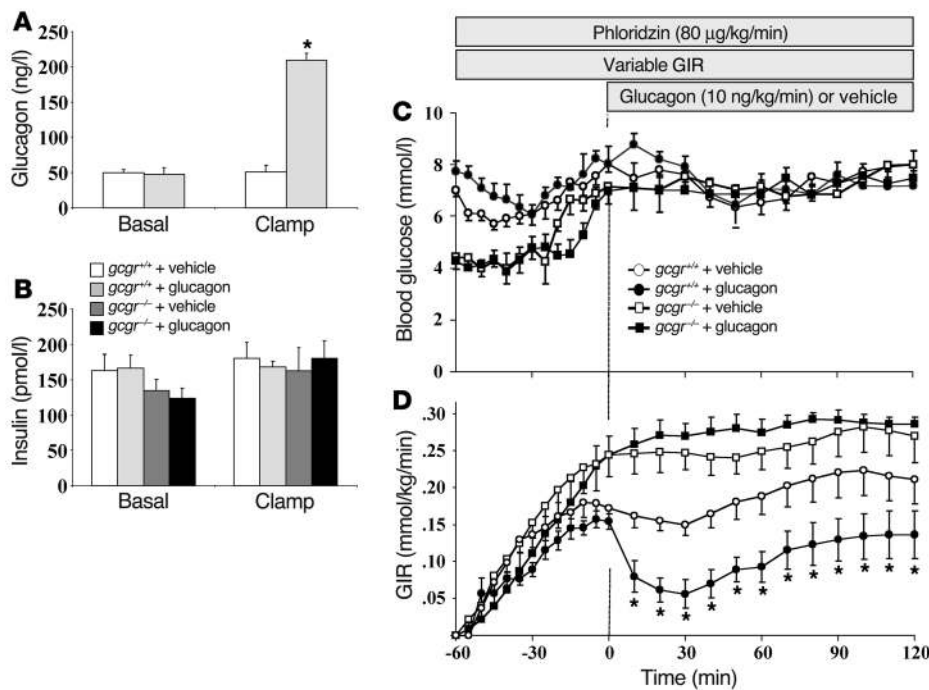 A
Glucagon (ng/l)
250
200
150
100
50
0
*
Basal
Clamp
B
gcgr+/+ + vehicle
gcgr+/+ + glucagon
gcgr−/− + vehicle
gcgr−/− + glucagon
Insulin (pmol/l)
250
200
150
100
50
0
Basal
Clamp
Phloridzin (80 µg/kg/min)
Variable GIR
Glucagon (10 ng/kg/min) or vehicle
C
Blood glucose (mmol/l)
10
8
6
4
2
0
gcgr+/+ + vehicle
gcgr+/+ + glucagon
gcgr−/− + vehicle
gcgr−/− + glucagon
D
GIR (mmol/kg/min)
.30
.25
.20
.15
.10
.05
* * * * * * * * * * * *
-60 -30 0 30 60 90 120
Time (min)